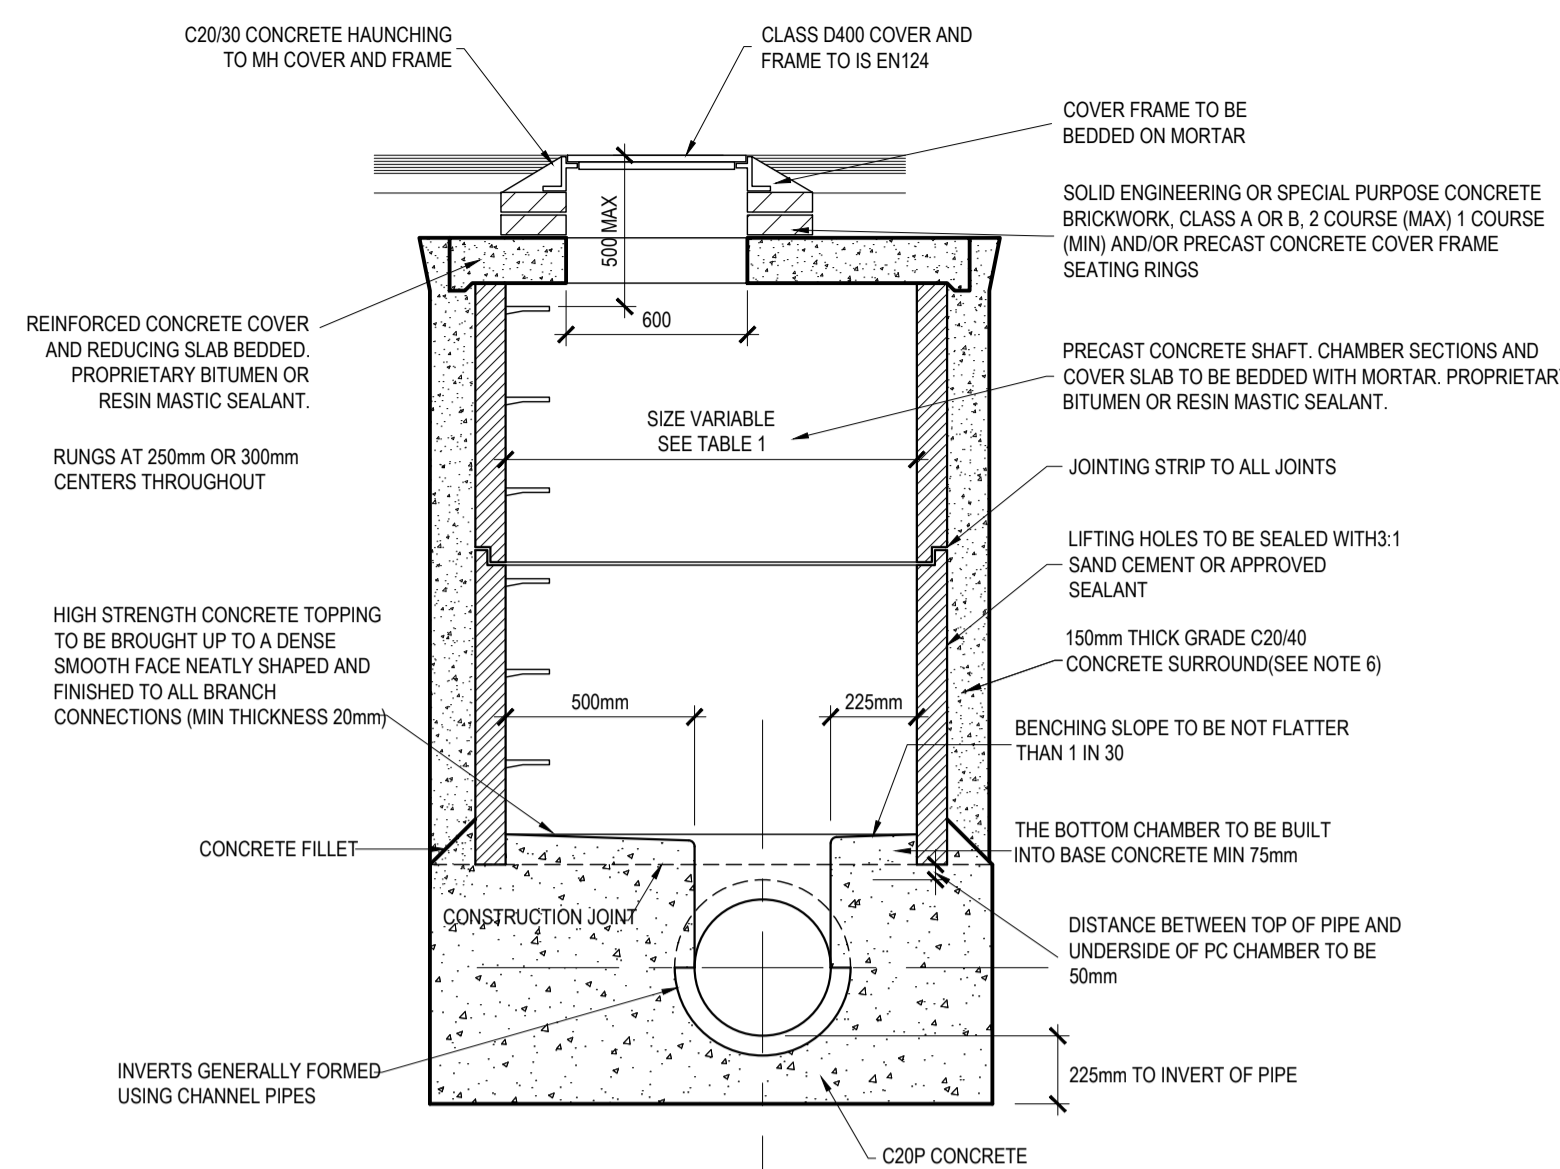 C20/30 CONCRETE HAUNCHING
TO MH COVER AND FRAME
CLASS D400 COVER AND
FRAME TO IS EN124
COVER FRAME TO BE
BEDDED ON MORTAR
SOLID ENGINEERING OR SPECIAL PURPOSE CONCRETE
BRICKWORK, CLASS A OR B, 2 COURSE (MAX) 1 COURSE
(MIN) AND/OR PRECAST CONCRETE COVER FRAME
SEATING RINGS
500 MAX
600
REINFORCED CONCRETE COVER
AND REDUCING SLAB BEDDED.
PROPRIETARY BITUMEN OR
RESIN MASTIC SEALANT.
PRECAST CONCRETE SHAFT. CHAMBER SECTIONS AND
COVER SLAB TO BE BEDDED WITH MORTAR. PROPRIETAR
BITUMEN OR RESIN MASTIC SEALANT.
SIZE VARIABLE
SEE TABLE 1
RUNGS AT 250mm OR 300mm
CENTERS THROUGHOUT
JOINTING STRIP TO ALL JOINTS
LIFTING HOLES TO BE SEALED WITH3:1
SAND CEMENT OR APPROVED
SEALANT
HIGH STRENGTH CONCRETE TOPPING
TO BE BROUGHT UP TO A DENSE
SMOOTH FACE NEATLY SHAPED AND
FINISHED TO ALL BRANCH
CONNECTIONS (MIN THICKNESS 20mm)
150mm THICK GRADE C20/40
CONCRETE SURROUND(SEE NOTE 6)
500mm
225mm
BENCHING SLOPE TO BE NOT FLATTER
THAN 1 IN 30
CONCRETE FILLET
THE BOTTOM CHAMBER TO BE BUILT
INTO BASE CONCRETE MIN 75mm
CONSTRUCTION JOINT
DISTANCE BETWEEN TOP OF PIPE AND
UNDERSIDE OF PC CHAMBER TO BE
50mm
INVERTS GENERALLY FORMED
USING CHANNEL PIPES
225mm TO INVERT OF PIPE
C20P CONCRETE